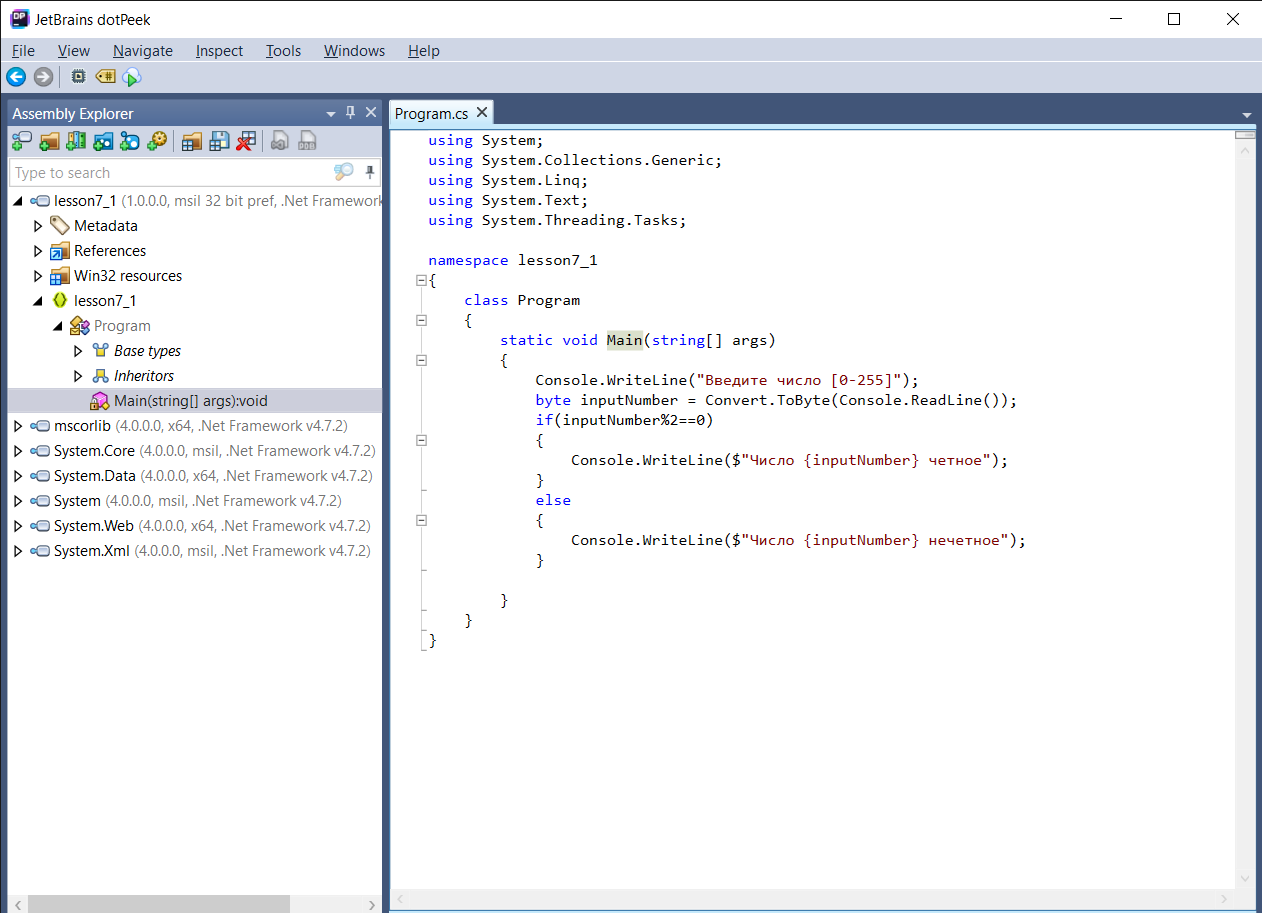 JetBrains dotPeek
File View Navigate Inspect Tools Windows Help
Assembly Explorer
Type to search
lesson7_1 (1.0.0.0, msil 32 bit pref, .Net Framework
Metadata
References
Win32 resources
lesson7_1
Program
Base types
Inheritors
Main(string[] args):void
mscorlib (4.0.0.0, x64, .Net Framework v4.7.2)
System.Core (4.0.0.0, msil, .Net Framework v4.7.2)
System.Data (4.0.0.0, x64, .Net Framework v4.7.2)
System (4.0.0.0, msil, .Net Framework v4.7.2)
System.Web (4.0.0.0, x64, .Net Framework v4.7.2)
System.Xml (4.0.0.0, msil, .Net Framework v4.7.2)
Program.cs
using System;
using System.Collections.Generic;
using System.Linq;
using System.Text;
using System.Threading.Tasks;
namespace lesson7_1
{
class Program
{
static void Main(string[] args)
{
Console.WriteLine("Введите число [0-255]");
byte inputNumber = Convert.ToByte(Console.ReadLine());
if(inputNumber%2==0)
{
Console.WriteLine($"Число {inputNumber} четное");
}
else
{
Console.WriteLine($"Число {inputNumber} нечетное");
}
}
}
}